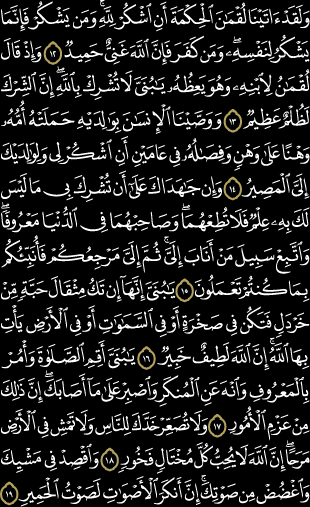 وَلَقَدْ ءَاتَيْنَا لُقْمَٰنَ ٱلْحِكْمَةَ أَنِ ٱشْكُرْ لِلَّهِ ۚ وَمَن يَشْكُرْ فَإِنَّمَا
يَشْكُرُ لِنَفْسِهِۦ ۖ وَمَن كَفَرَ فَإِنَّ ٱللَّهَ غَنِىٌّ حَمِيدٌ ١٢ وَإِذْ قَالَ
لُقْمَٰنُ لِٱبْنِهِۦ وَهُوَ يَعِظُهُۥ يَٰبُنَىَّ لَا تُشْرِكْ بِٱللَّهِ ۖ إِنَّ ٱلشِّرْكَ
لَظُلْمٌ عَظِيمٌ ١٣ وَوَصَّيْنَا ٱلْإِنسَٰنَ بِوَٰلِدَيْهِ حَمَلَتْهُ أُمُّهُۥ
وَهْنًا عَلَىٰ وَهْنٍ وَفِصَٰلُهُۥ فِى عَامَيْنِ أَنِ ٱشْكُرْ لِى وَلِوَٰلِدَيْكَ
إِلَىَّ ٱلْمَصِيرُ ١٤ وَإِن جَٰهَدَاكَ عَلَىٰٓ أَن تُشْرِكَ بِى مَا لَيْسَ
لَكَ بِهِۦ عِلْمٌ فَلَا تُطِعْهُمَا ۖ وَصَاحِبْهُمَا فِى ٱلدُّنْيَا مَعْرُوفًا ۖ
وَٱتَّبِعْ سَبِيلَ مَنْ أَنَابَ إِلَىَّ ۚ ثُمَّ إِلَىَّ مَرْجِعُكُمْ فَأُنَبِّئُكُم
بِمَا كُنتُمْ تَعْمَلُونَ ١٥ يَٰبُنَىَّ إِنَّهَآ إِن تَكُ مِثْقَالَ حَبَّةٍ مِّنْ
خَرْدَلٍ فَتَكُن فِى صَخْرَةٍ أَوْ فِى ٱلسَّمَٰوَٰتِ أَوْ فِى ٱلْأَرْضِ يَأْتِ
بِهَا ٱللَّهُ ۚ إِنَّ ٱللَّهَ لَطِيفٌ خَبِيرٌ ١٦ يَٰبُنَىَّ أَقِمِ ٱلصَّلَوٰةَ وَأْمُرْ
بِٱلْمَعْرُوفِ وَٱنْهَ عَنِ ٱلْمُنكَرِ وَٱصْبِرْ عَلَىٰ مَآ أَصَابَكَ ۖ إِنَّ ذَٰلِكَ
مِنْ عَزْمِ ٱلْأُمُورِ ١٧ وَلَا تُصَعِّرْ خَدَّكَ لِلنَّاسِ وَلَا تَمْشِ فِى ٱلْأَرْضِ
مَرَحًا ۖ إِنَّ ٱللَّهَ لَا يُحِبُّ كُلَّ مُخْتَالٍ فَخُورٍ ١٨ وَٱقْصِدْ فِى مَشْيِكَ
وَٱغْضُضْ مِن صَوْتِكَ ۚ إِنَّ أَنكَرَ ٱلْأَصْوَٰتِ لَصَوْتُ ٱلْحَمِيرِ ١٩